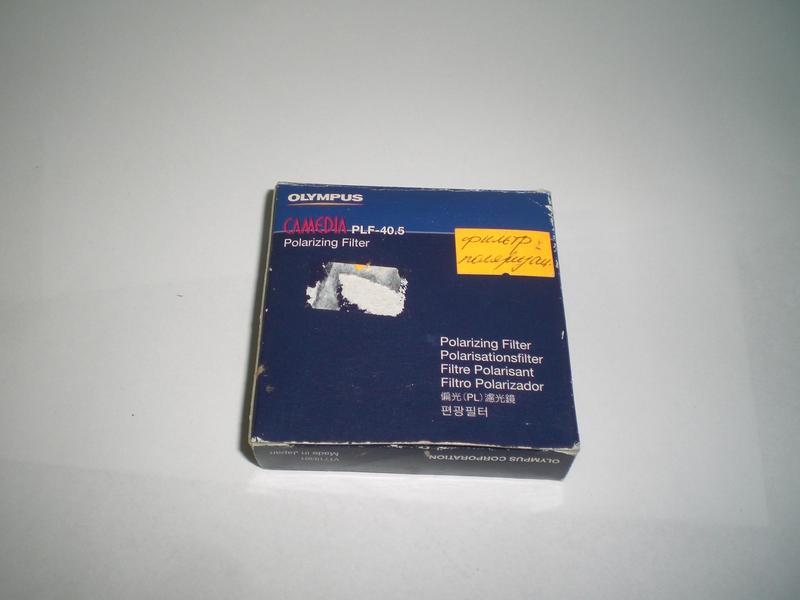 OLYMPUS
CAMEDIA PLF-40.5
Polarizing Filter
фильтр
Polarizing Filter
Polarisationsfilter
Filtre Polarisant
Filtro Polarizador
偏光(PL)濾光鏡
편광필터
OLYMPUS CORPORATION
Made in Japan